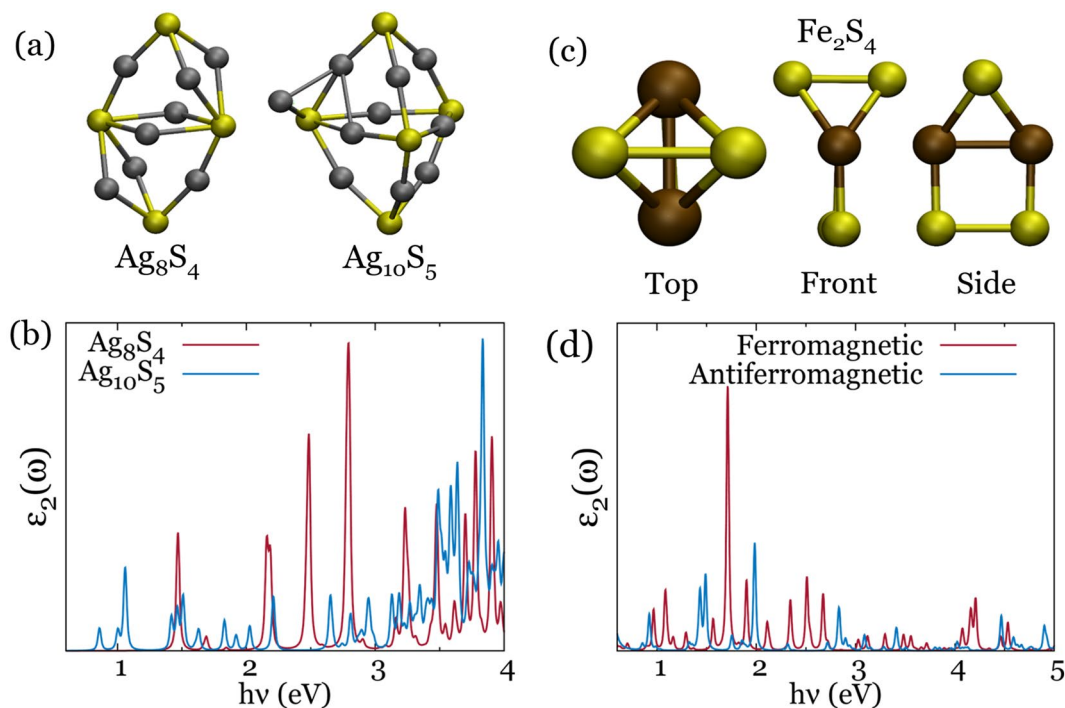 (a)
Ag₈S₄
Ag₁₀S₅
(c)
Fe₂S₄
Top
Front
Side
(b)
Ag₈S₄
Ag₁₀S₅
ε₂(ω)
1
2
3
4
hν (eV)
(d)
Ferromagnetic
Antiferromagnetic
ε₂(ω)
1
2
3
4
5
hν (eV)